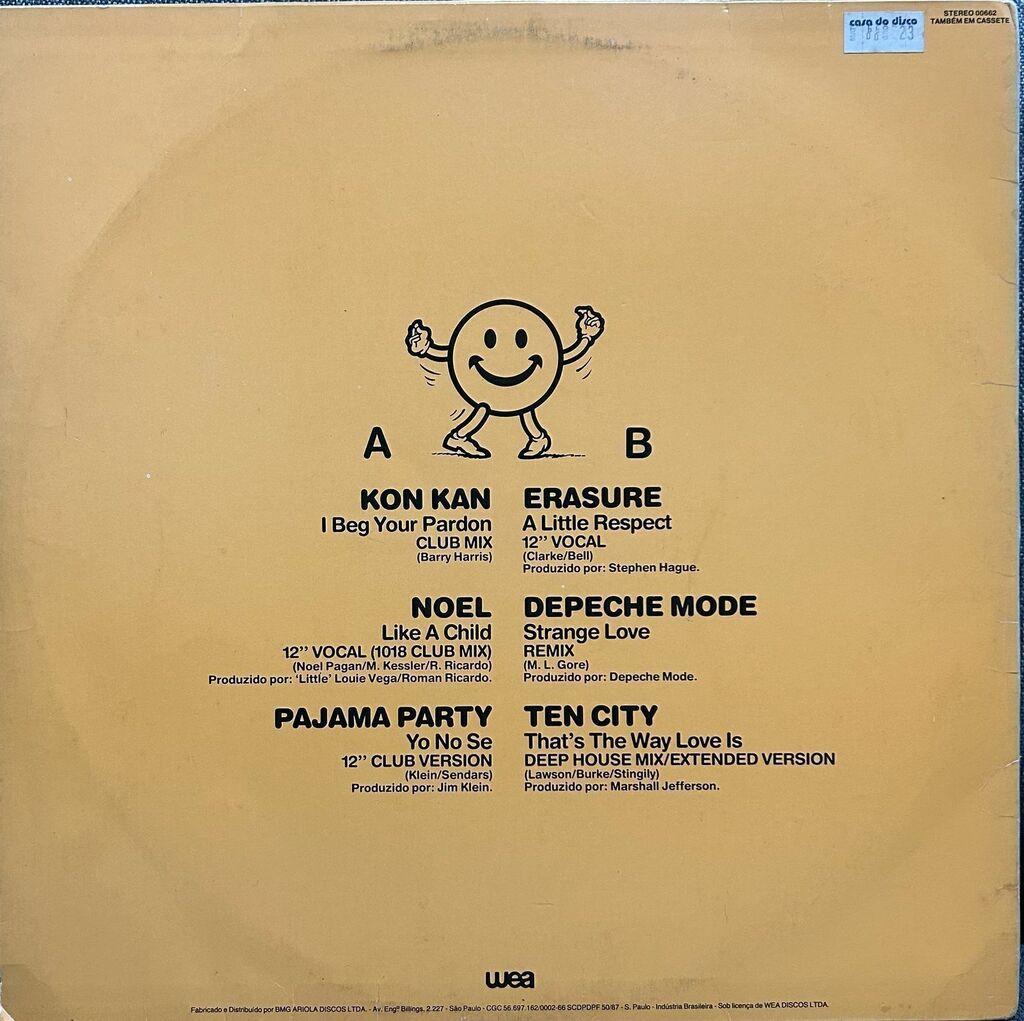 casa do disco
STEREO 00662
TAMBÉM EM CASSETE
A
B
KON KAN
I Beg Your Pardon
CLUB MIX
(Barry Harris)
NOEL
Like A Child
12’’ VOCAL (1018 CLUB MIX)
(Noel Pagan/M. Kessler/R. Ricardo)
Produzido por: ‘Little’ Louie Vega/Roman Ricardo.
PAJAMA PARTY
Yo No Se
12’’ CLUB VERSION
(Klein/Sendars)
Produzido por: Jim Klein.
ERASURE
A Little Respect
12’’ VOCAL
(Clarke/Bell)
Produzido por: Stephen Hague.
DEPECHE MODE
Strange Love
REMIX
(M. L. Gore)
Produzido por: Depeche Mode.
TEN CITY
That’s The Way Love Is
DEEP HOUSE MIX/EXTENDED VERSION
(Lawson/Burke/Stingily)
Produzido por: Marshall Jefferson.
wea
Fabricado e Distribuído por BMG ARIOLA DISCOS LTDA. - Av. Engº Billings, 2.227 - São Paulo - CGC 56.697.162/0002-66 SCDPDPF 50/87 - S. Paulo - Indústria Brasileira - Sob licença de WEA DISCOS LTDA.